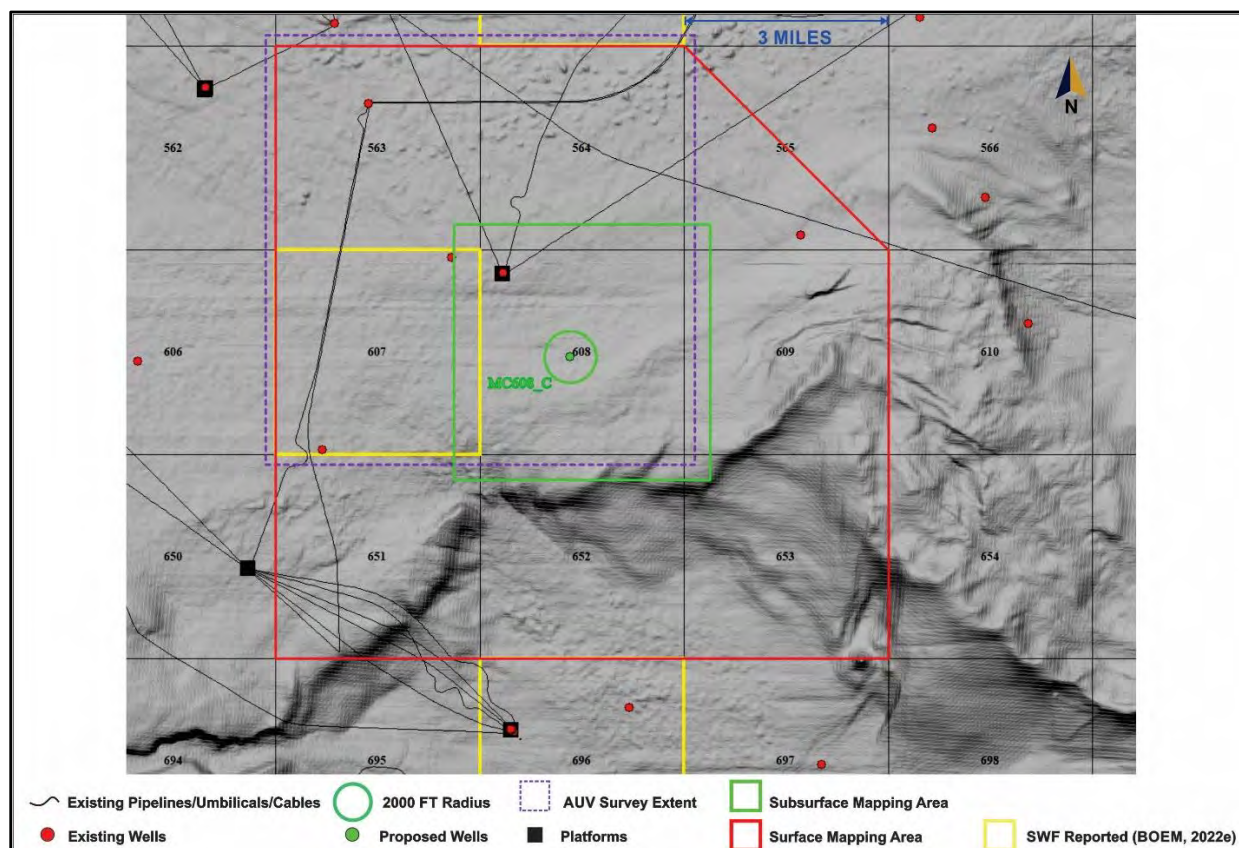 3 MILES
N
562
563
564
565
566
606
607
608
609
610
MC608_C
650
651
652
653
654
694
695
696
697
698
Existing Pipelines/Umbilicals/Cables
2000 FT Radius
AUV Survey Extent
Subsurface Mapping Area
Existing Wells
Proposed Wells
Platforms
Surface Mapping Area
SWF Reported (BOEM, 2022e)